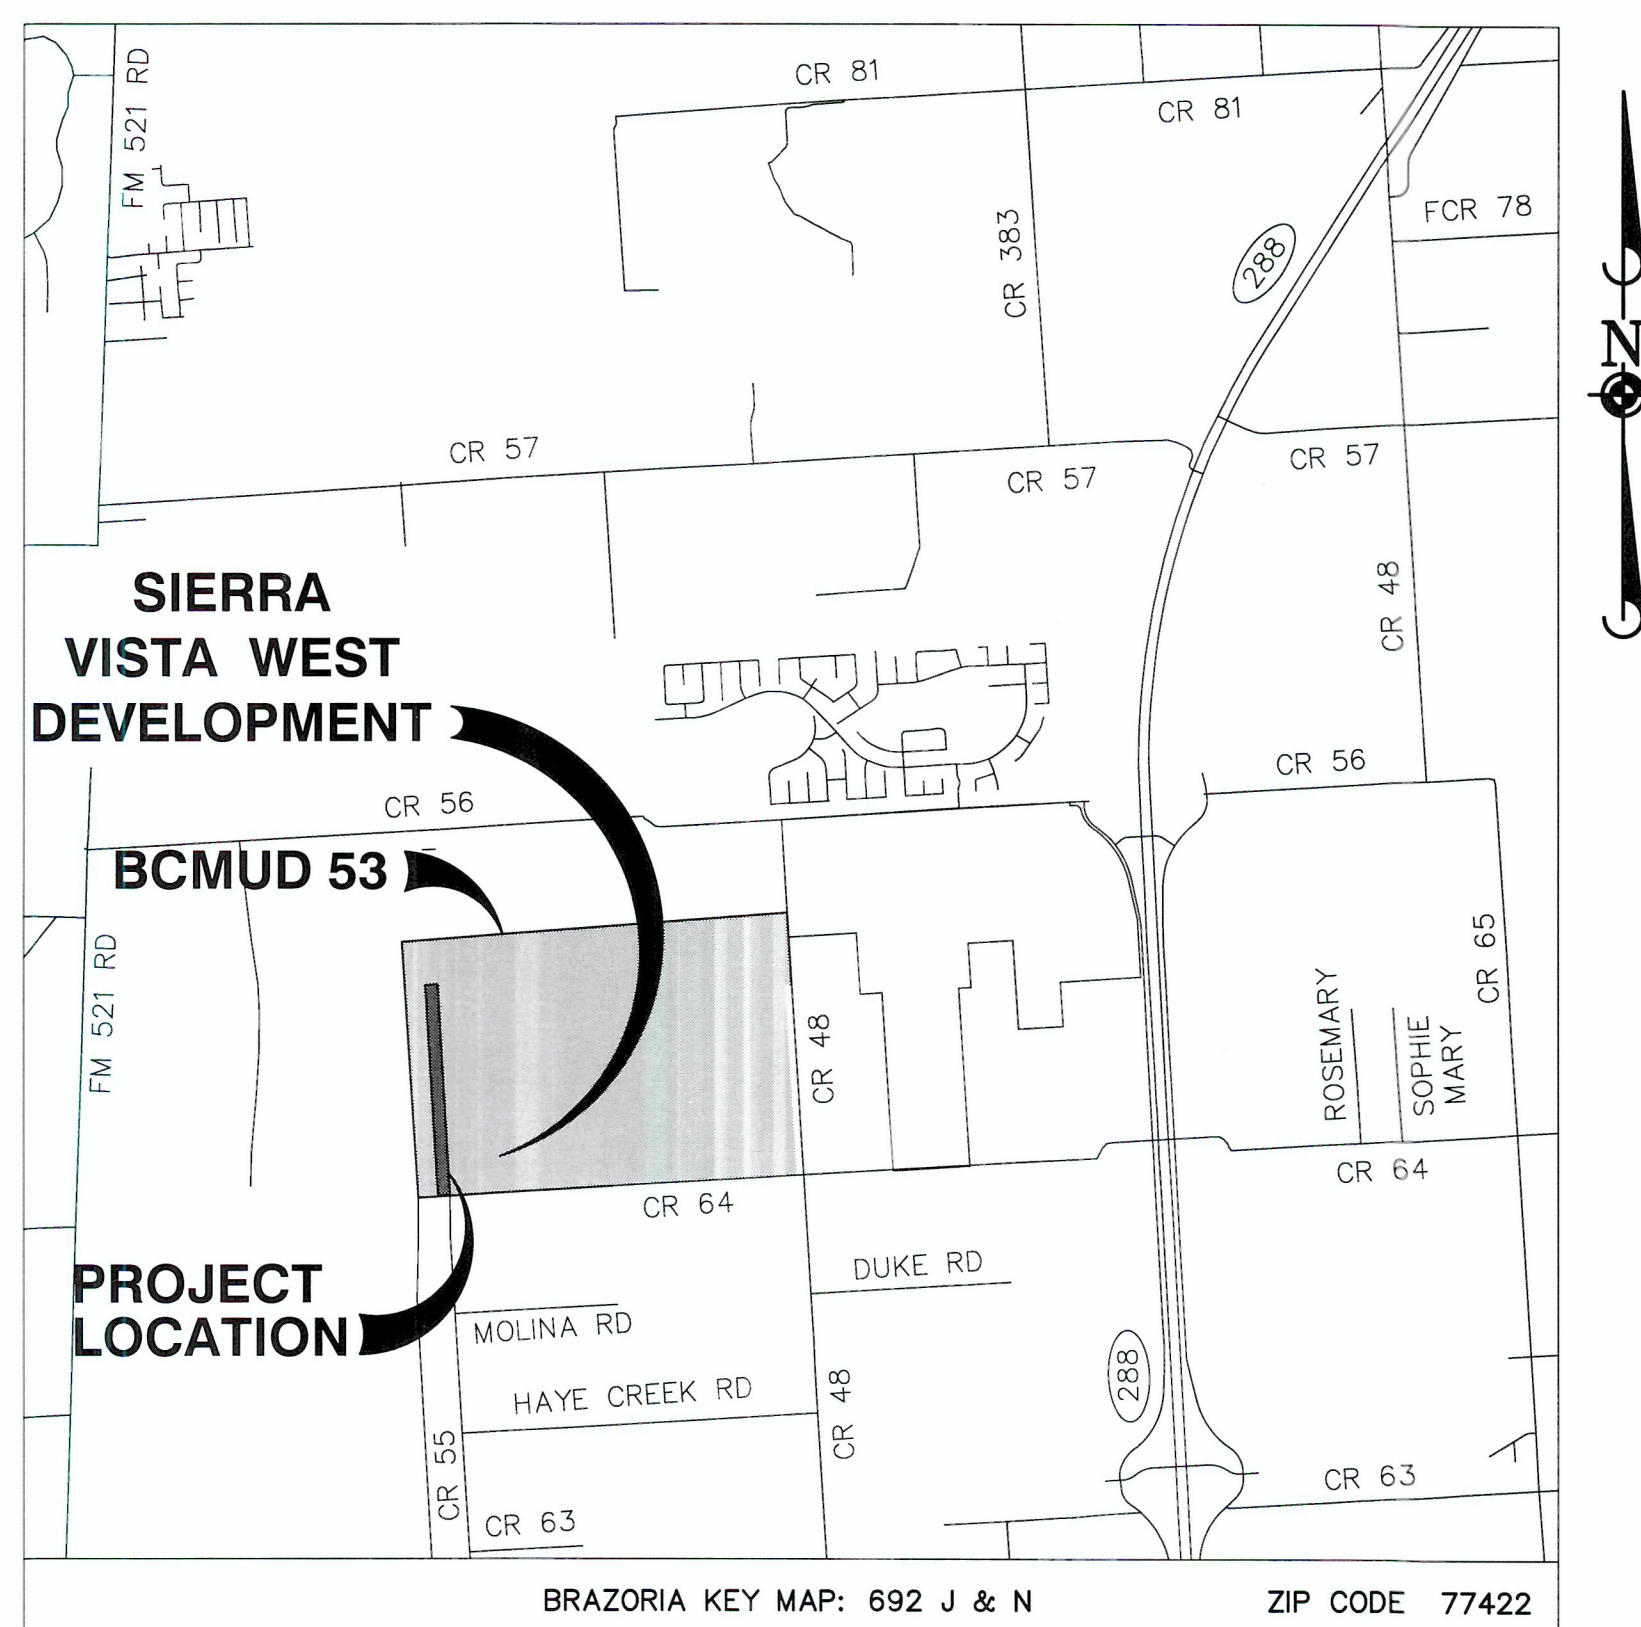 CR 81
CR 81
FM 521 RD
CR 383
288
FCR 78
N
CR 57
CR 57
CR 57
CR 48
SIERRA
VISTA WEST
DEVELOPMENT
CR 56
CR 56
BCMUD 53
FM 521 RD
CR 48
ROSEMARY
SOPHIE
MARY
CR 65
CR 64
CR 64
PROJECT
LOCATION
DUKE RD
MOLINA RD
288
HAYE CREEK RD
CR 48
CR 55
CR 63
CR 63
BRAZORIA KEY MAP: 692 J & N
ZIP CODE 77422